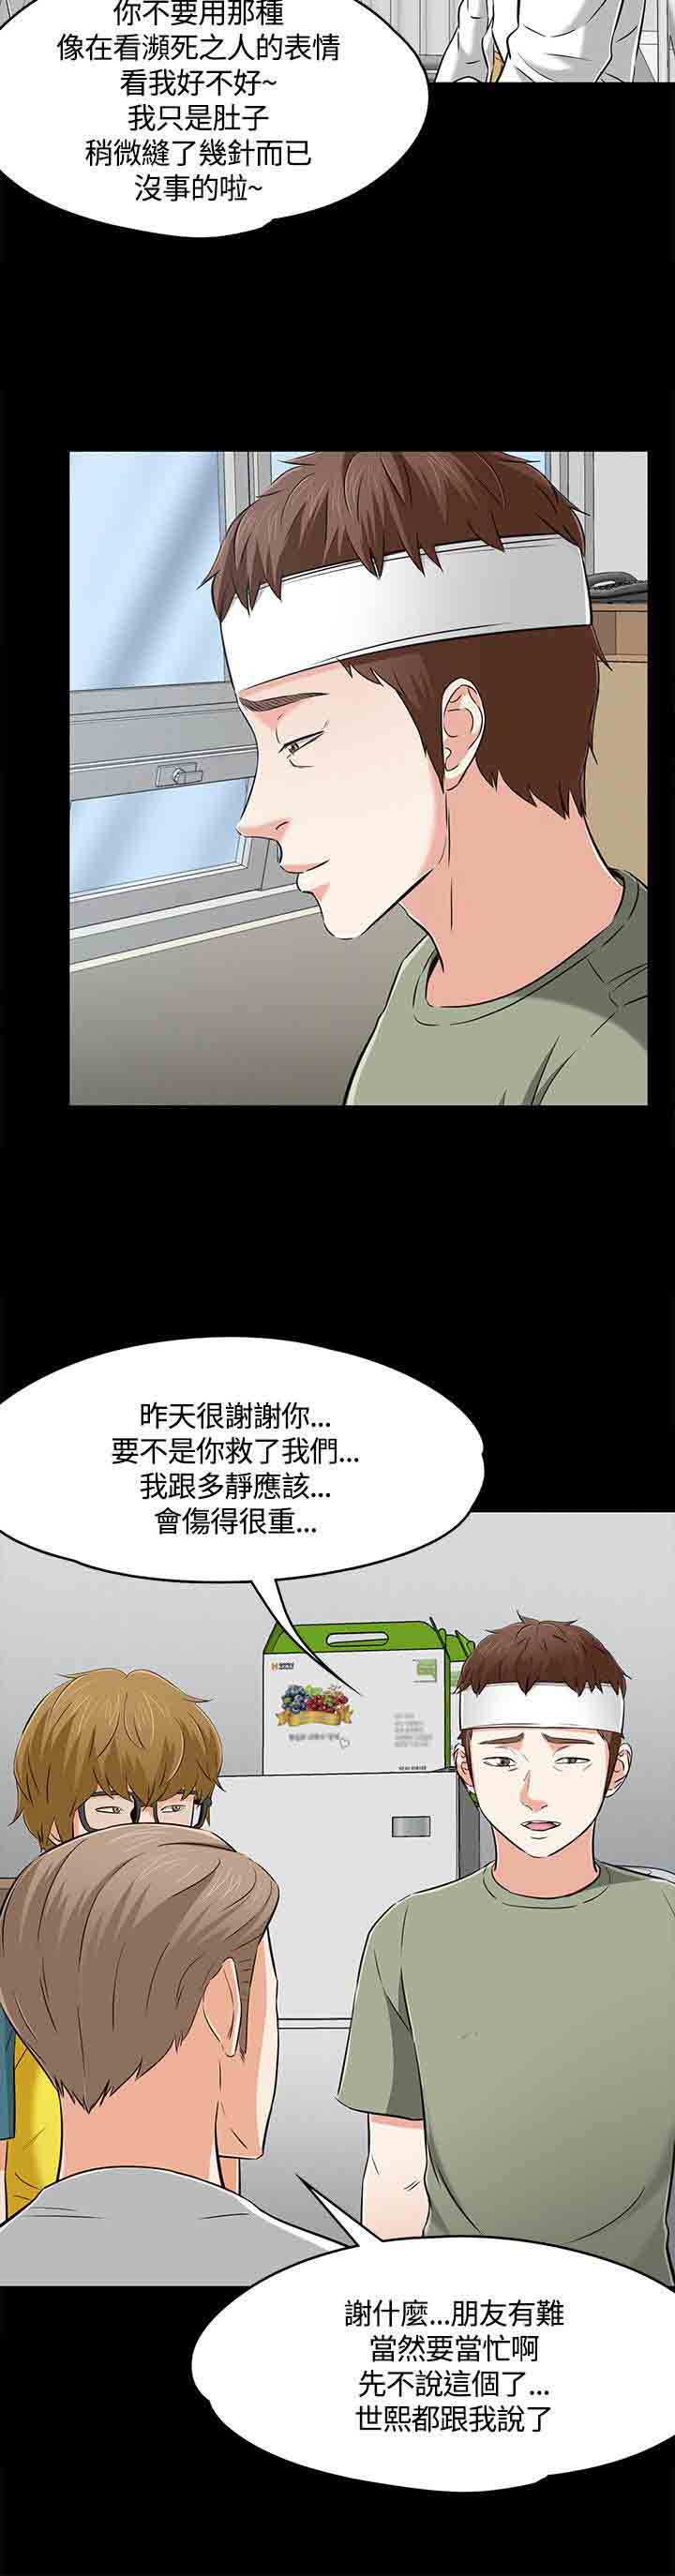 你不要用那種
像在看瀕死之人的表情
看我好不好~
我只是肚子
稍微縫了幾針而已
沒事的啦~
昨天很謝謝你...
要不是你救了我們...
我跟多靜應該...
會傷得很重...
謝什麼...朋友有難
當然要當忙啊
先不說這個了...
世熙都跟我說了